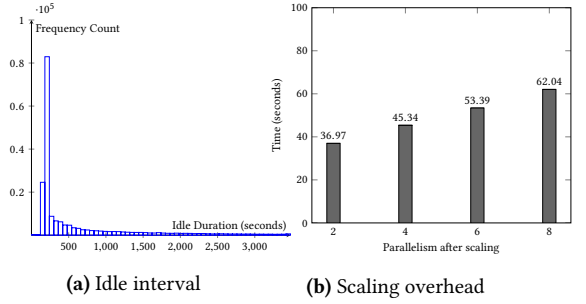 ·10⁵
1
Frequency Count
0.8
0.6
0.4
0.2
Idle Duration (seconds)
500 1,000 1,500 2,000 2,500 3,000
(a) Idle interval
100
80
60
40
20
0
Time (seconds)
36.97
45.34
53.39
62.04
2 4 6 8
Parallelism after scaling
(b) Scaling overhead